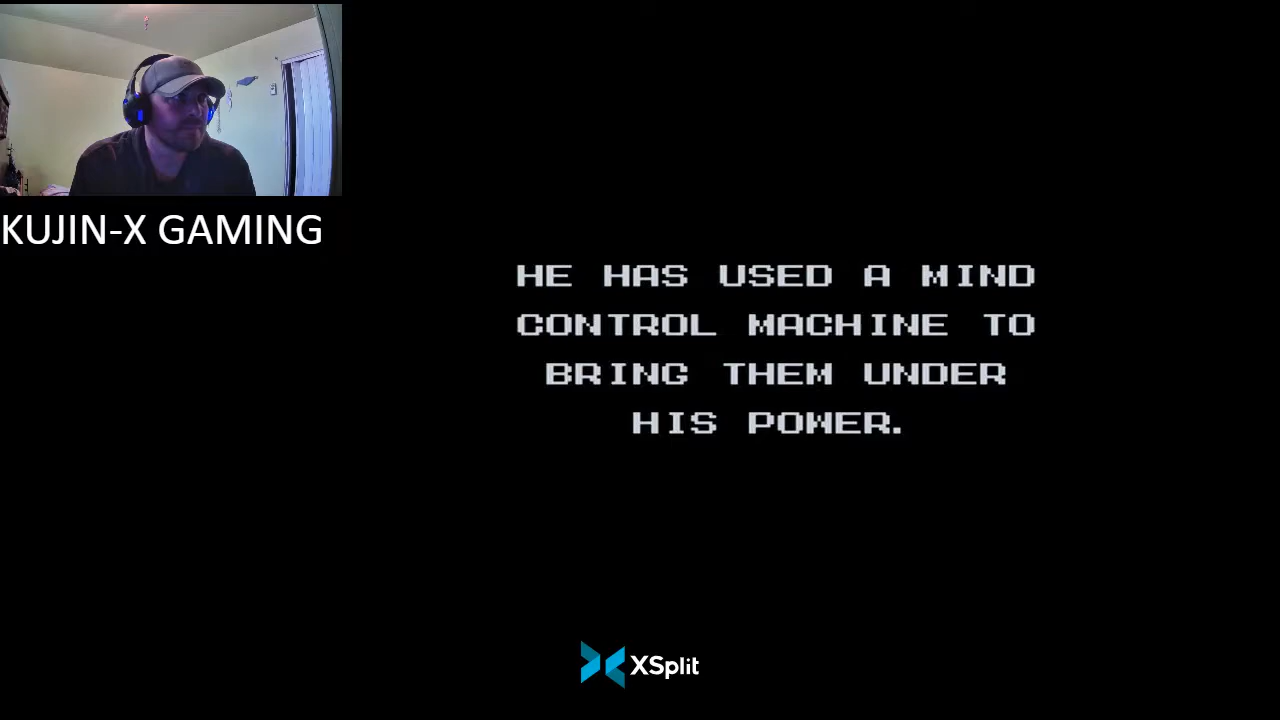 KUJIN-X GAMING
HE HAS USED A MIND
CONTROL MACHINE TO
BRING THEM UNDER
HIS POWER.
XSplit